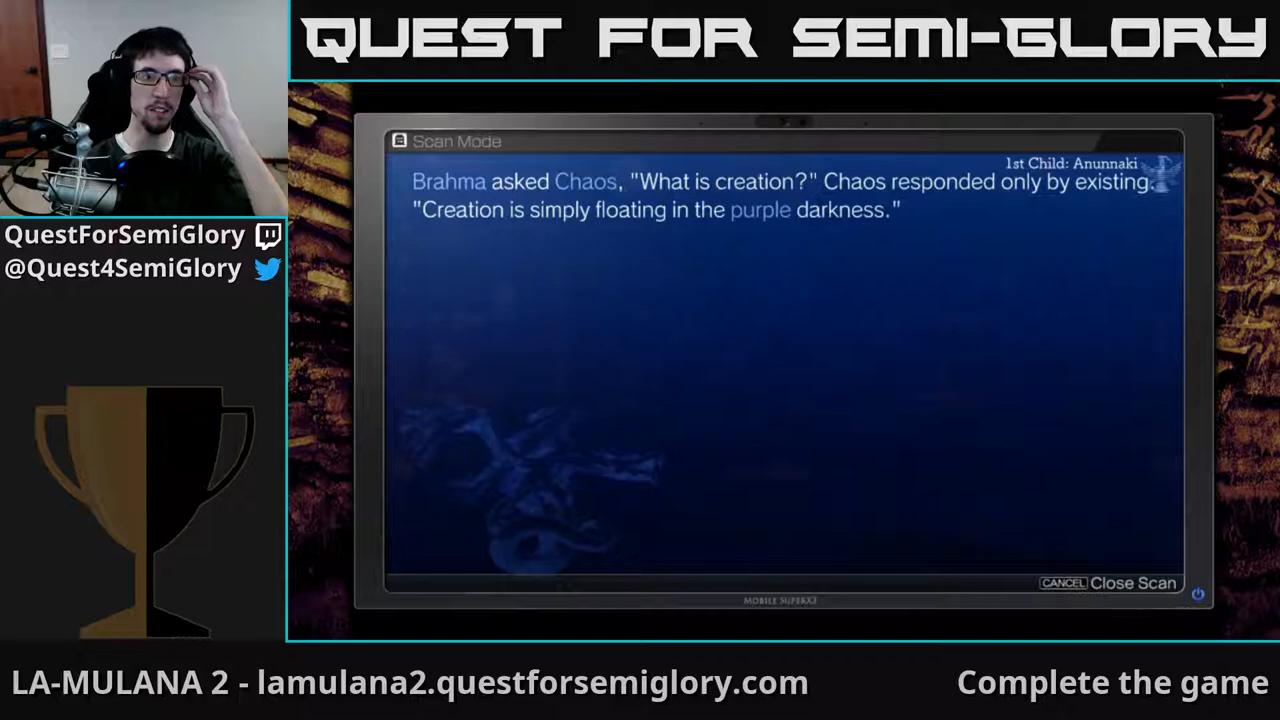 QUEST FOR SEMI-GLORY
Scan Mode
1st Child: Anunnaki
Brahma asked Chaos, "What is creation?" Chaos responded only by existing.
"Creation is simply floating in the purple darkness."
QuestForSemiGlory
@Quest4SemiGlory
CANCEL Close Scan
MOBILE SUPERX3
LA-MULANA 2 - lamulana2.questforsemiglory.com
Complete the game